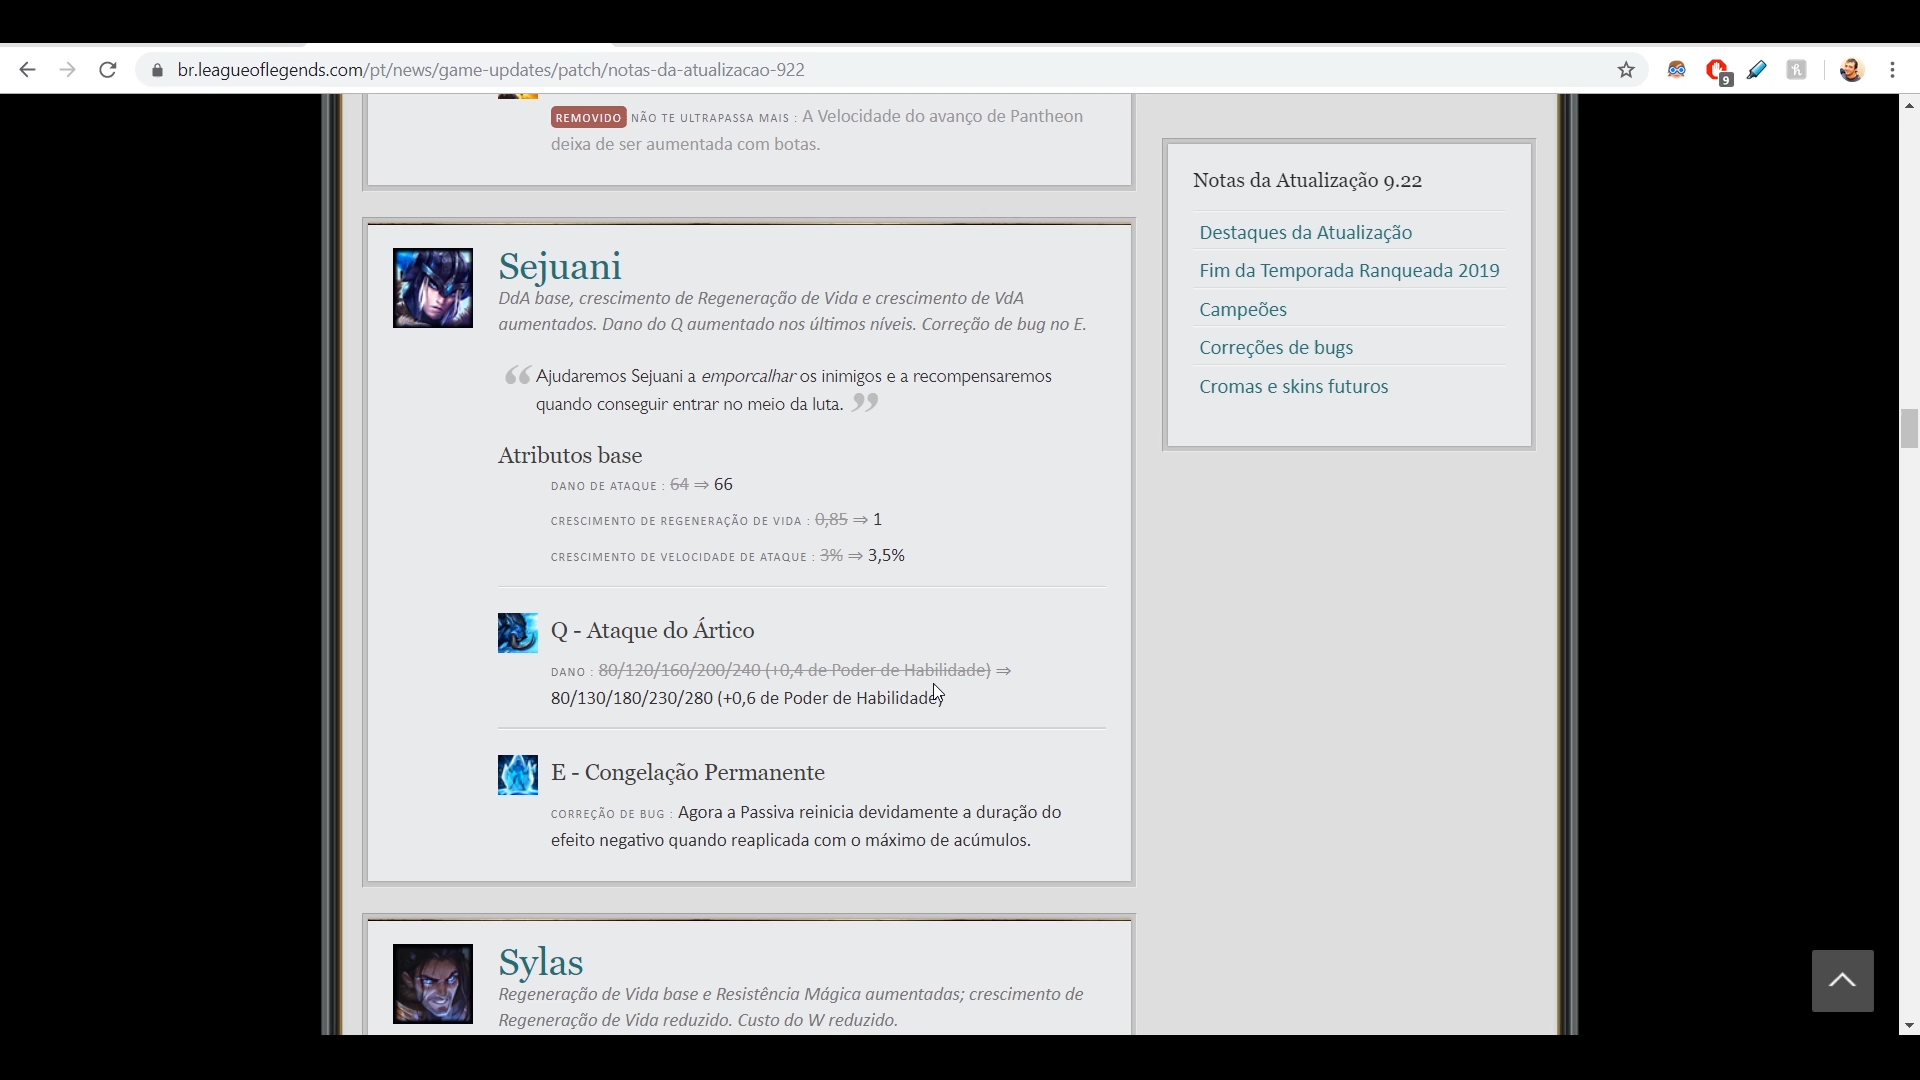 br.leagueoflegends.com/pt/news/game-updates/patch/notas-da-atualizacao-922
9
REMOVIDO NÃO TE ULTRAPASSA MAIS : A Velocidade do avanço de Pantheon
deixa de ser aumentada com botas.
Sejuani
DdA base, crescimento de Regeneração de Vida e crescimento de VdA
aumentados. Dano do Q aumentado nos últimos níveis. Correção de bug no E.
“Ajudaremos Sejuani a emporcalhar os inimigos e a recompensaremos
quando conseguir entrar no meio da luta. ”
Atributos base
DANO DE ATAQUE : 64 ⇒ 66
CRESCIMENTO DE REGENERAÇÃO DE VIDA : 0,85 ⇒ 1
CRESCIMENTO DE VELOCIDADE DE ATAQUE : 3% ⇒ 3,5%
Q - Ataque do Ártico
DANO : 80/120/160/200/240 (+0,4 de Poder de Habilidade) ⇒
80/130/180/230/280 (+0,6 de Poder de Habilidade)
E - Congelação Permanente
CORREÇÃO DE BUG : Agora a Passiva reinicia devidamente a duração do
efeito negativo quando reaplicada com o máximo de acúmulos.
Sylas
Regeneração de Vida base e Resistência Mágica aumentadas; crescimento de
Regeneração de Vida reduzido. Custo do W reduzido.
Notas da Atualização 9.22
Destaques da Atualização
Fim da Temporada Ranqueada 2019
Campeões
Correções de bugs
Cromas e skins futuros